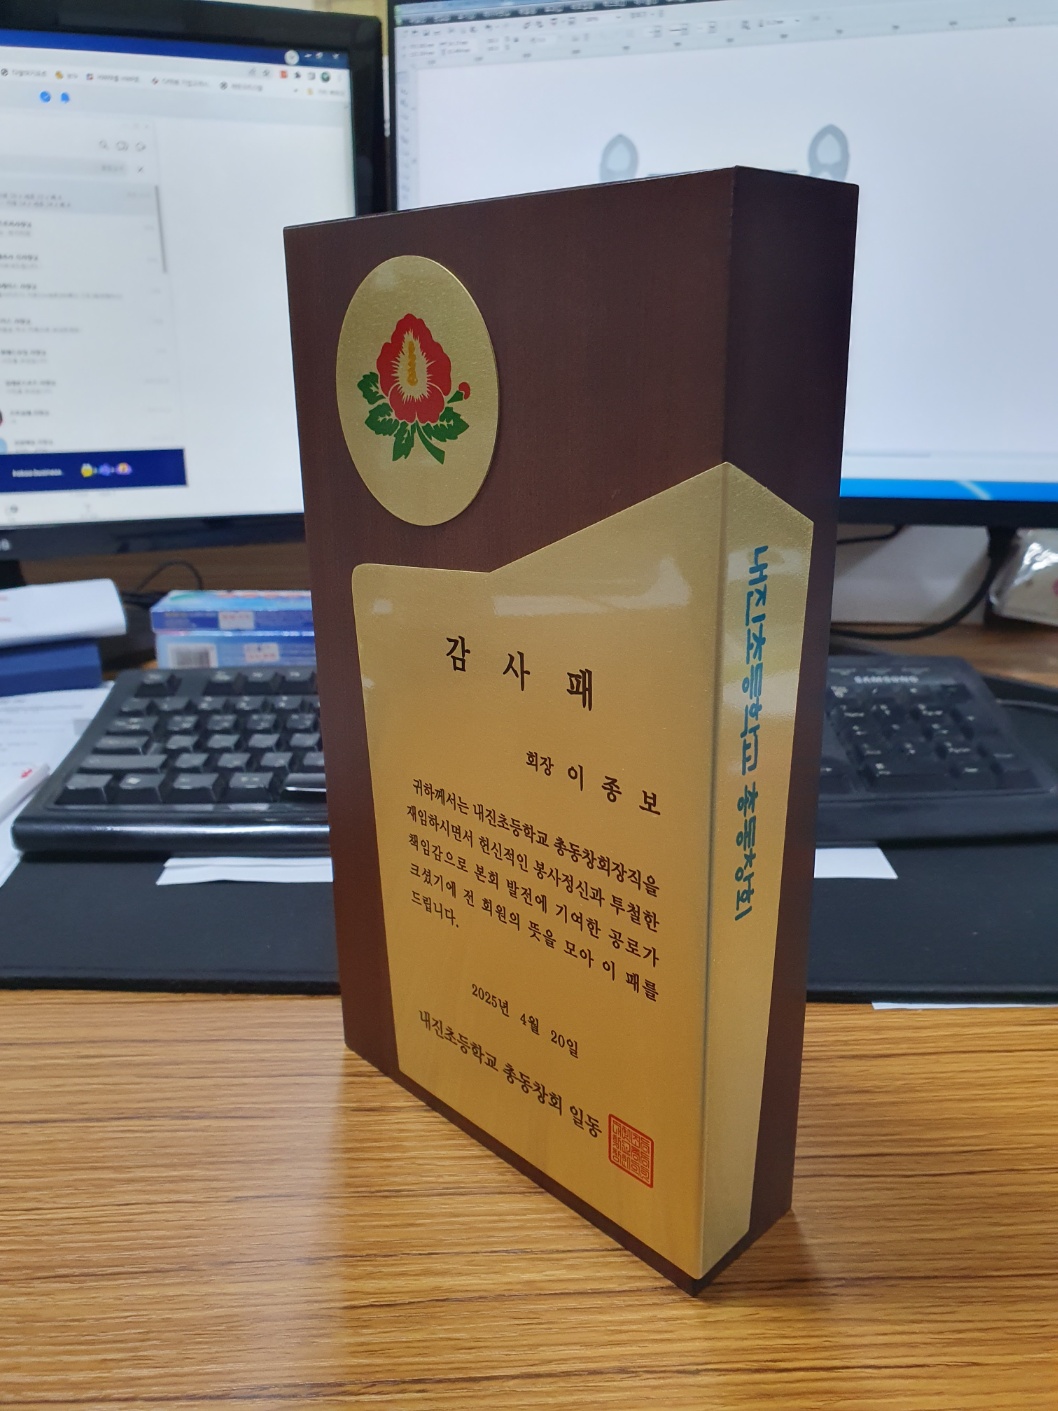 감 사 패
회장 이 종 보
귀하께서는 내진초등학교 총동창회장직을
재임하시면서 헌신적인 봉사정신과 투철한
책임감으로 본회 발전에 기여한 공로가
크셨기에 전 회원의 뜻을 모아 이 패를
드립니다.
2025년 4월 20일
내진초등학교 총동창회 일동
내진초등학교 총동창회
SAMSUNG